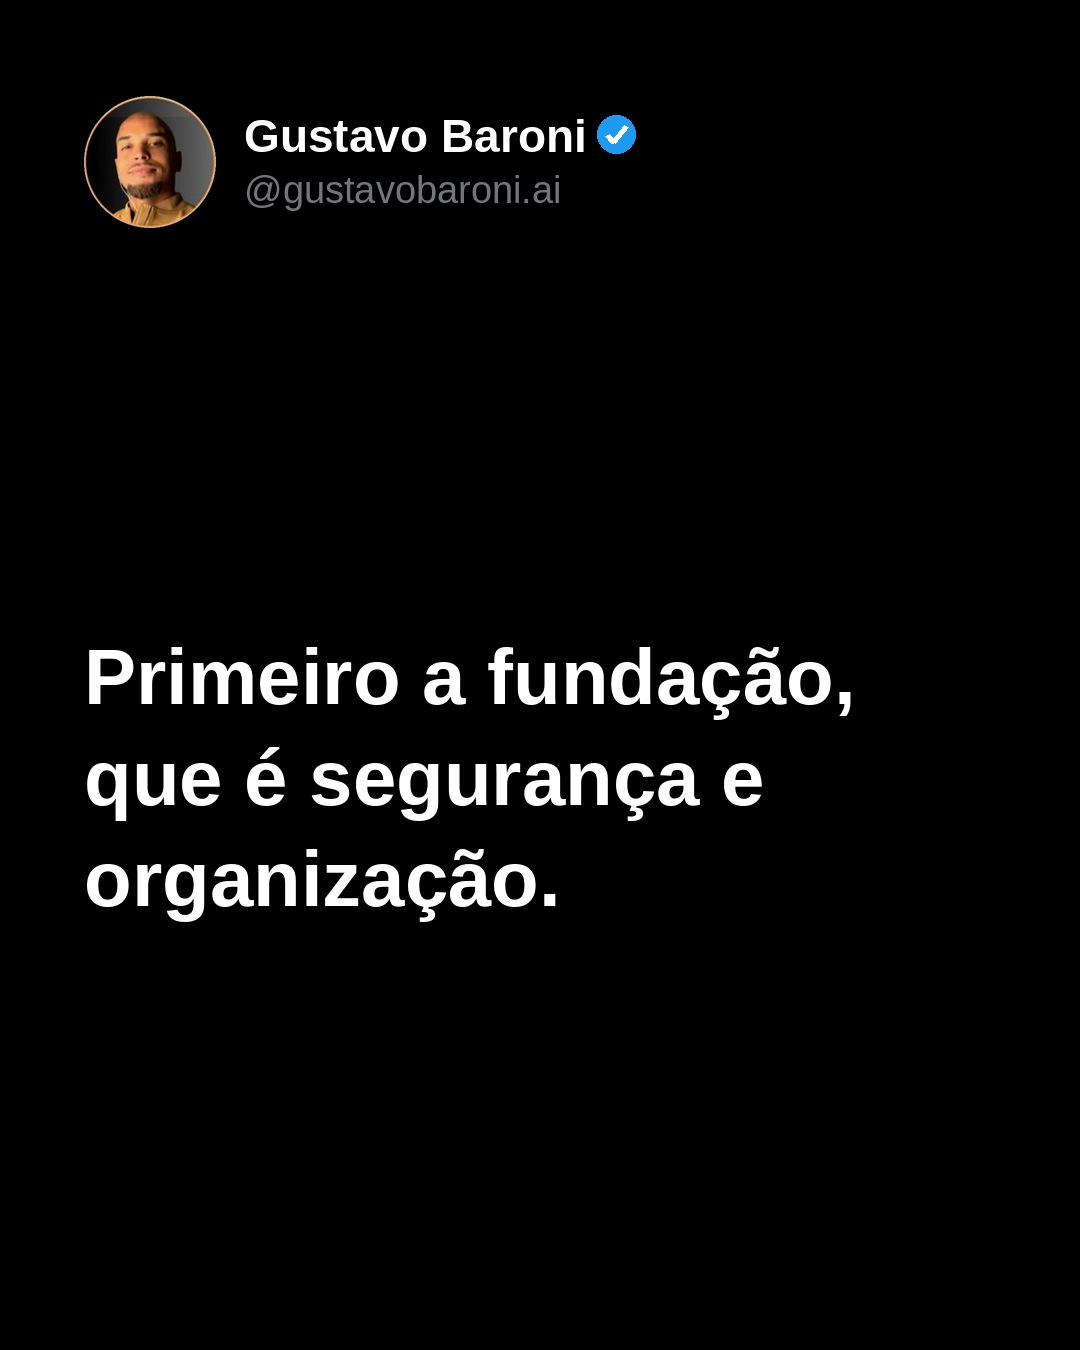 Gustavo Baroni
@gustavobaroni.ai
Primeiro a fundação,
que é segurança e
organização.